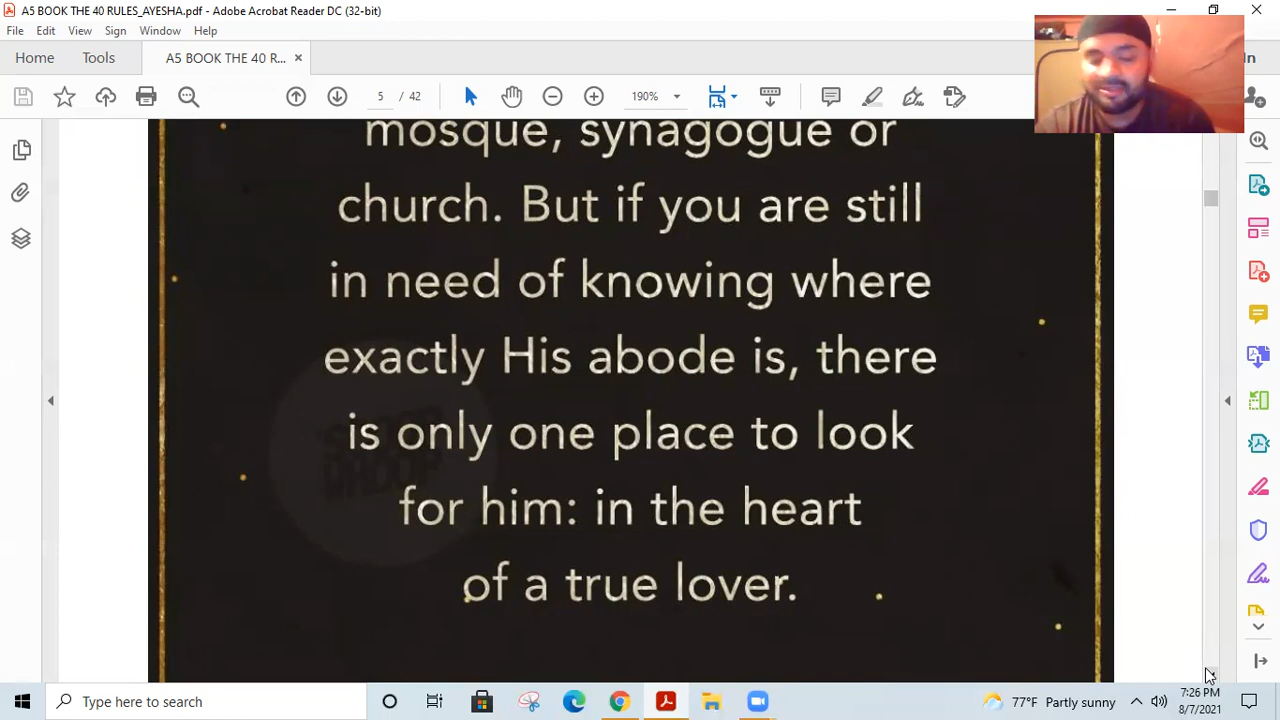 A5 BOOK THE 40 RULES_AYESHA.pdf - Adobe Acrobat Reader DC (32-bit)
File Edit View Sign Window Help
Home Tools A5 BOOK THE 40 R... ×
5 / 42 190%
mosque, synagogue or
church. But if you are still
in need of knowing where
exactly His abode is, there
is only one place to look
for him: in the heart
of a true lover.
Type here to search
77°F Partly sunny
7:26 PM
8/7/2021